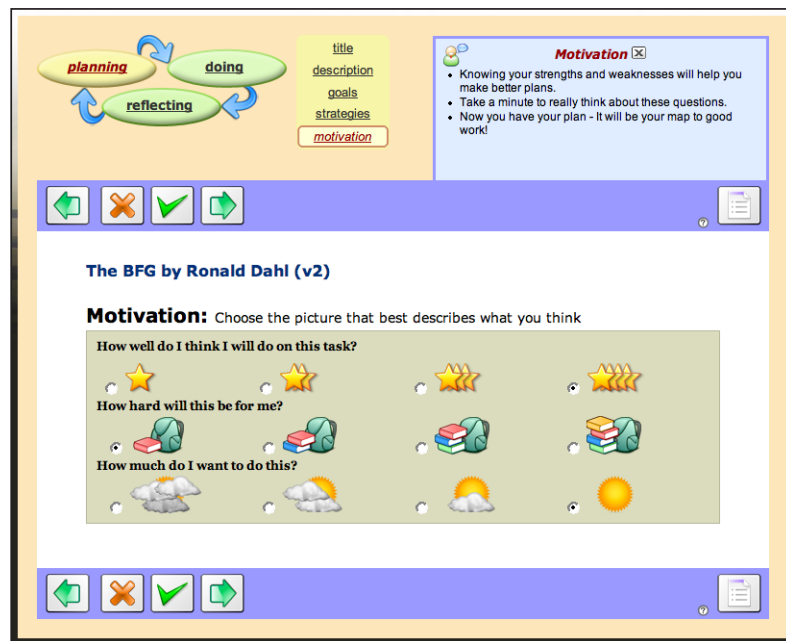 planning
doing
reflecting
title
description
goals
strategies
motivation
Motivation
Knowing your strengths and weaknesses will help you
make better plans.
Take a minute to really think about these questions.
Now you have your plan - It will be your map to good
work!
?
The BFG by Ronald Dahl (v2)
Motivation: Choose the picture that best describes what you think
How well do I think I will do on this task?
How hard will this be for me?
How much do I want to do this?
?